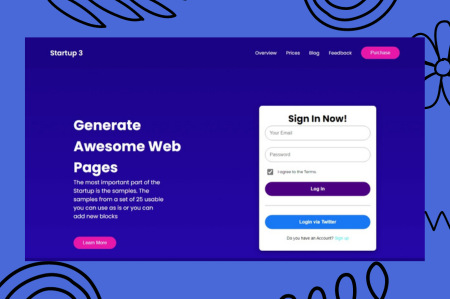 Startup 3
Overview Prices Blog Feedback Purchase
Generate
Awesome Web
Pages
The most important part of the
Startup is the samples. The
samples from a set of 25 usable
you can use as is or you can
add new blocks
Learn More
Sign In Now!
Your Email
Password
I agree to the Terms.
Log In
Login via Twitter
Do you have an Account? Sign up